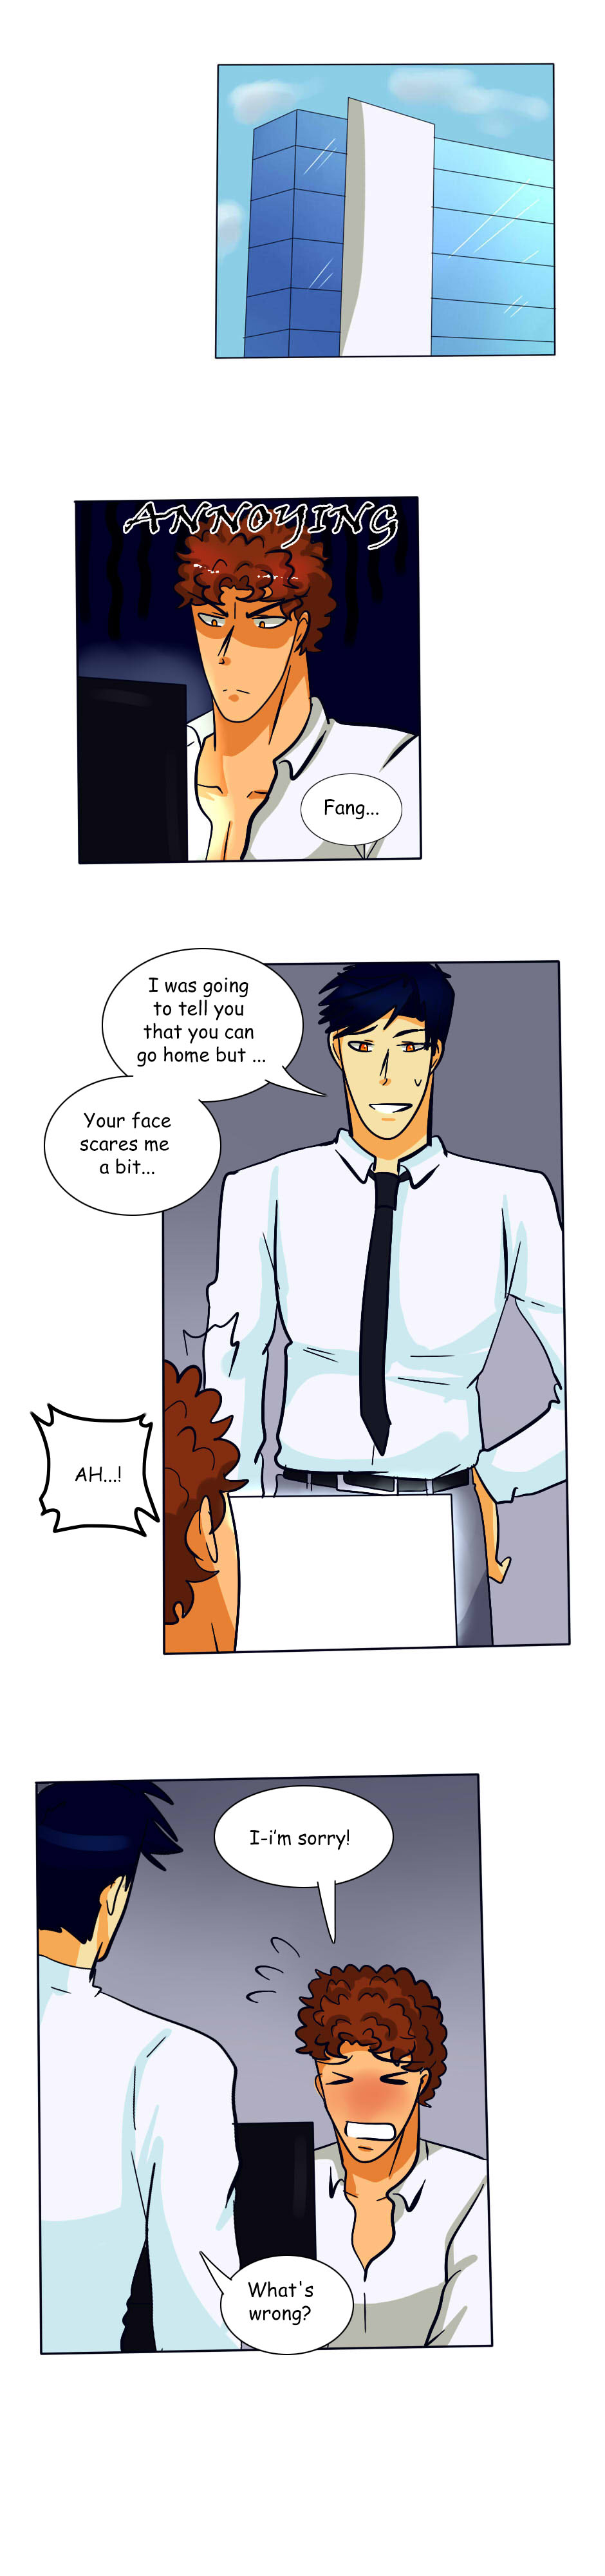 ANNOYING
Fang...
I was going
to tell you
that you can
go home but ...
Your face
scares me
a bit...
AH...!
I-i'm sorry!
What's
wrong?